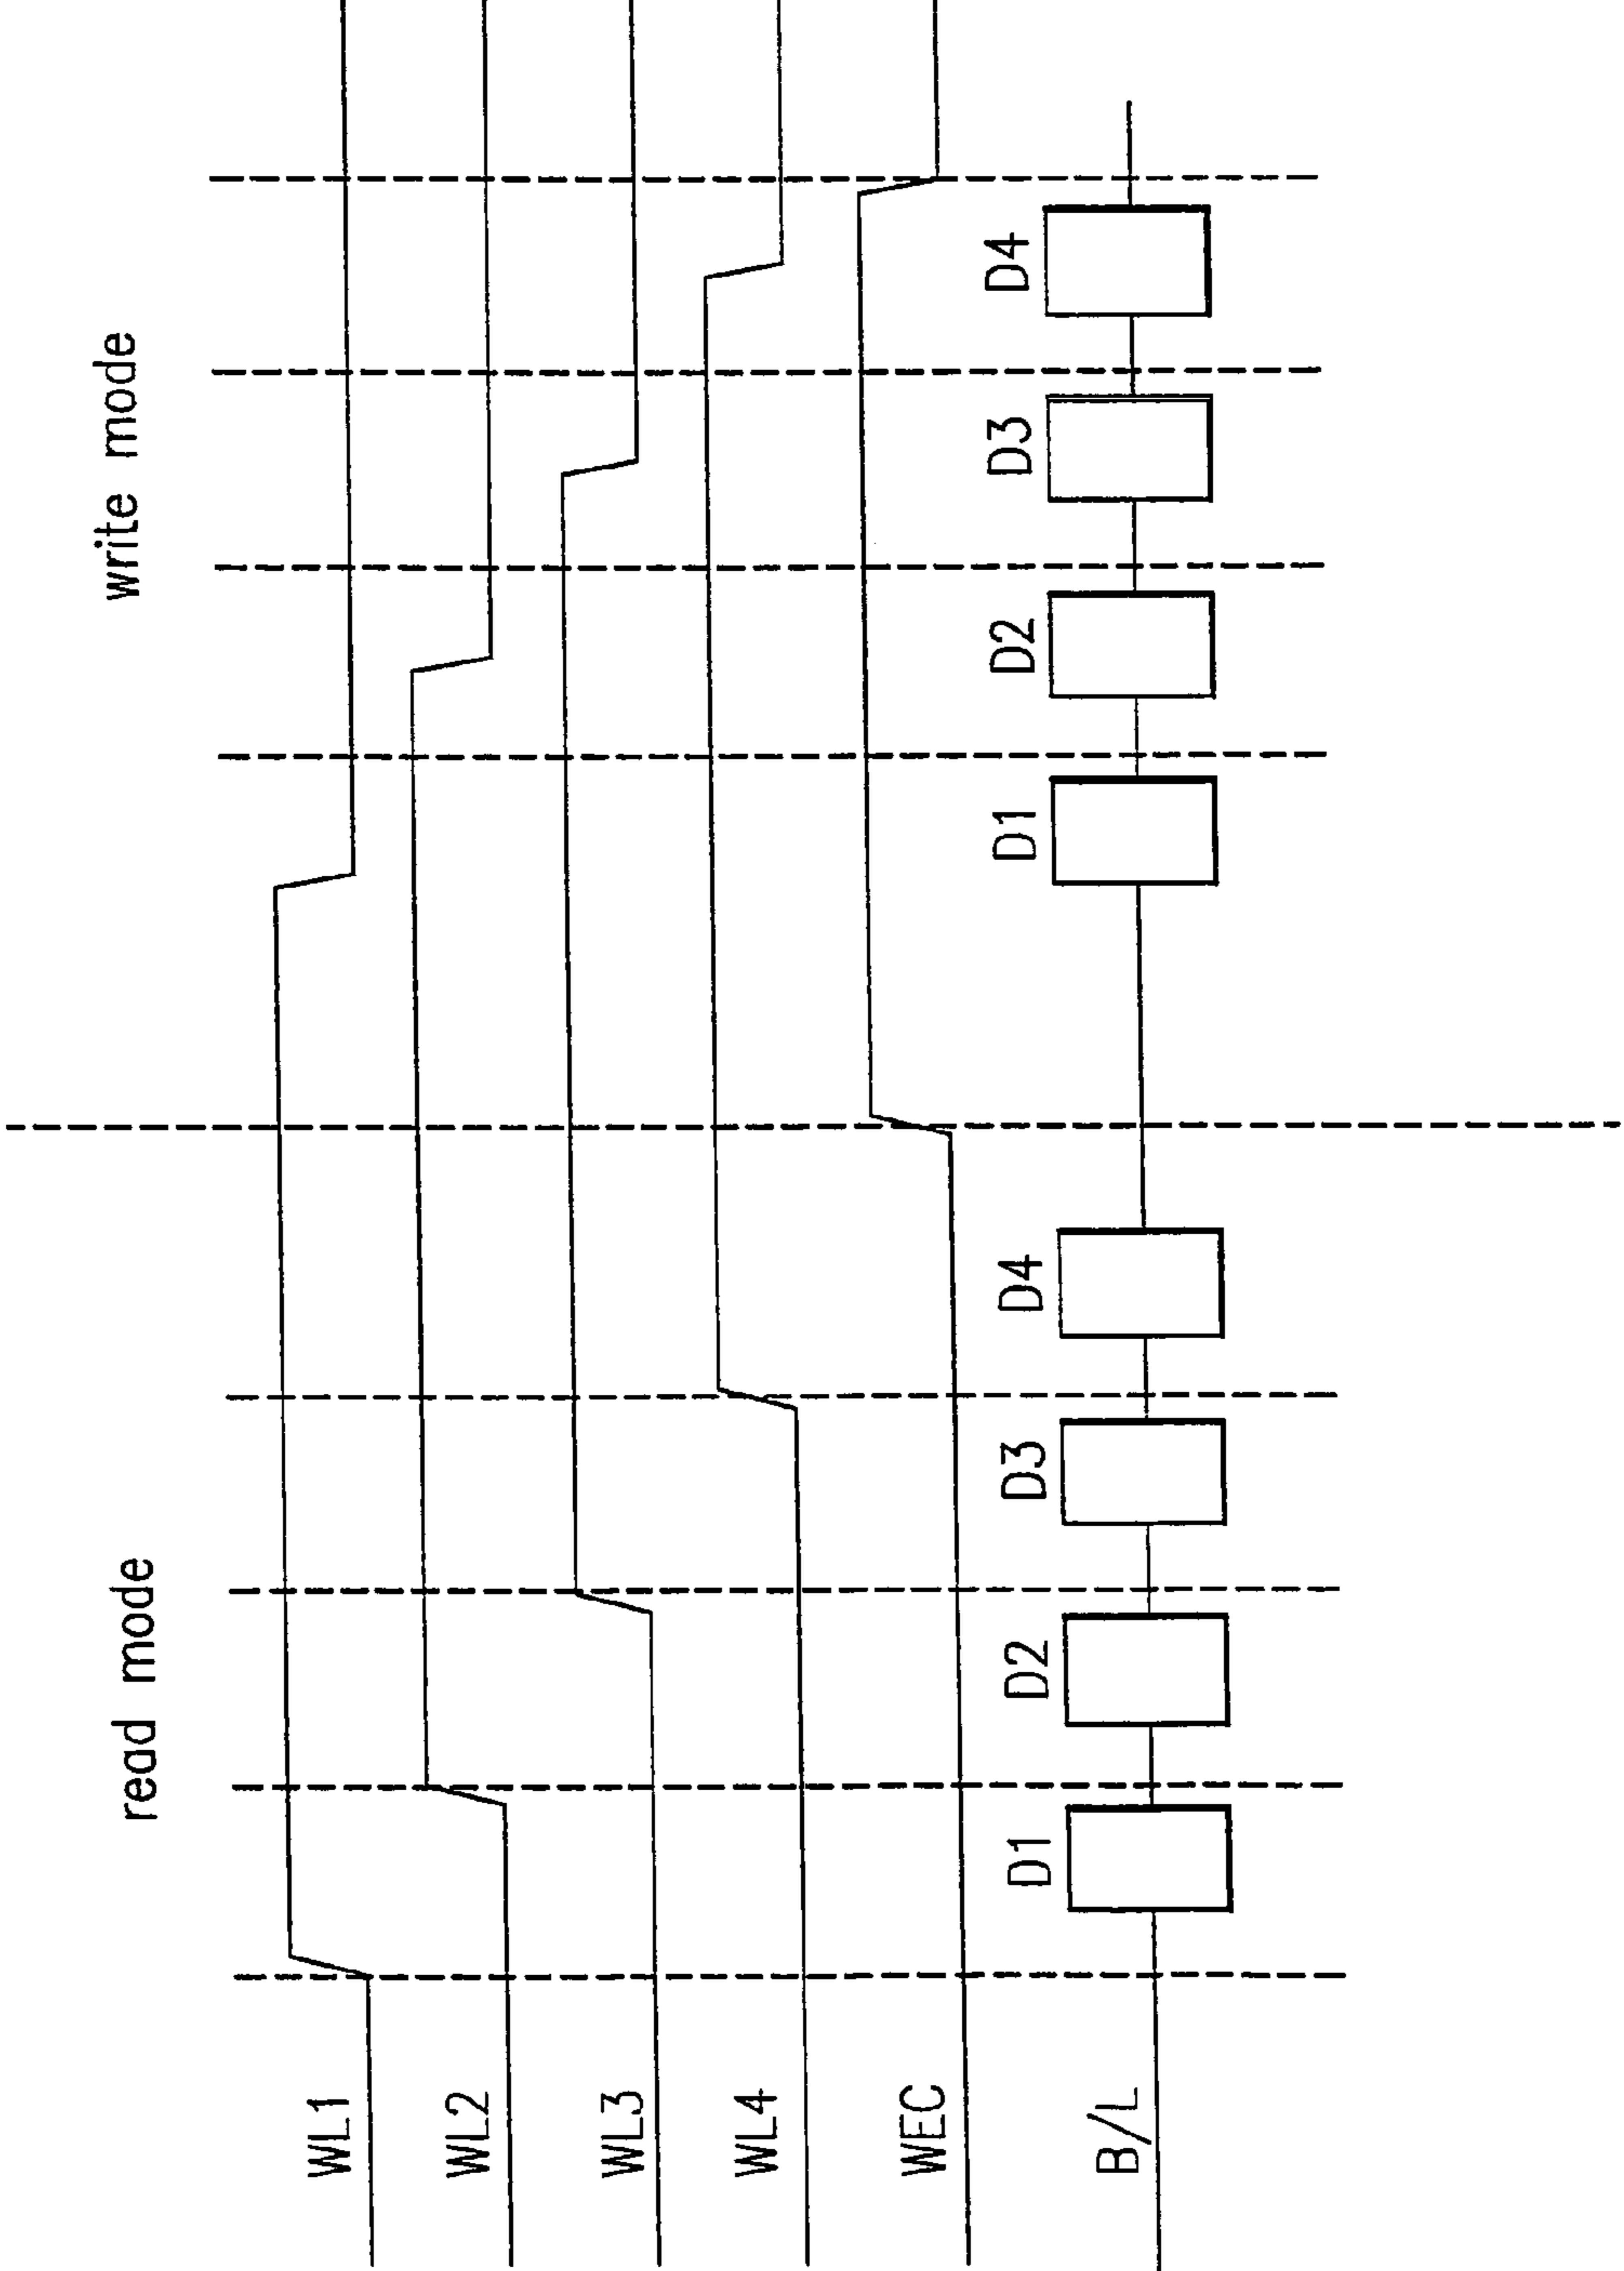 read mode write mode
WL1
WL2
WL3
WL4
WEC
B/L
D1 D2 D3 D4 D1 D2 D3 D4